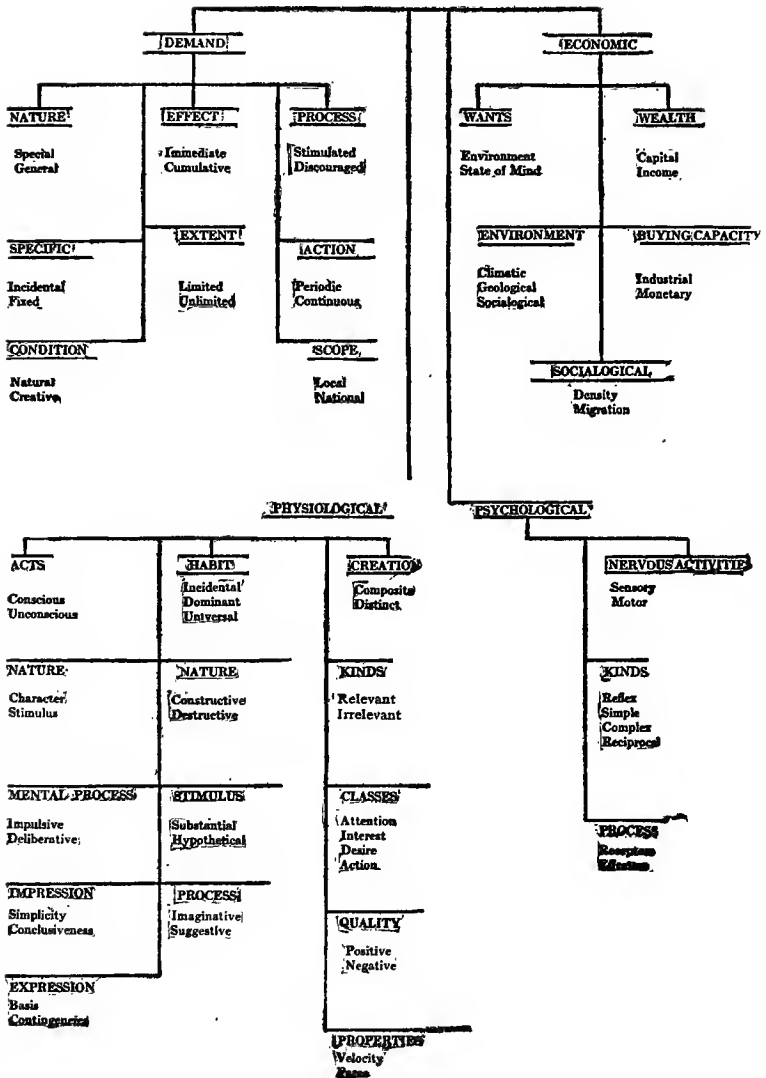 DEMAND
ECONOMIC
NATURE
Special
General
EFFECT
Immediate
Cumulative
PROCESS
Stimulated
Discouraged
WANTS
Environment
State of Mind
WEALTH
Capital
Income
SPECIFIC
Incidental
Fixed
EXTENT
Limited
Unlimited
ACTION
Periodic
Continuous
ENVIRONMENT
Climatic
Geological
Socialogical
BUYING CAPACITY
Industrial
Monetary
CONDITION
Natural
Creative
SCOPE
Local
National
SOCIALOGICAL
Density
Migration
PHYSIOLOGICAL
PSYCHOLOGICAL
ACTS
Conscious
Unconscious
HABIT
Incidental
Dominant
Universal
CREATION
Composite
Distinct
NERVOUS ACTIVITIE
Sensory
Motor
NATURE
Character
Stimulus
NATURE
Constructive
Destructive
KINDS
Relevant
Irrelevant
KINDS
Reflex
Simple
Complex
Reciprocal
MENTAL PROCESS
Impulsive
Deliberative
STIMULUS
Substantial
Hypothetical
CLASSES
Attention
Interest
Desire
Action
PROCESS
Receptors
IMPRESSION
Simplicity
Conclusiveness
PROCESS
Imaginative
Suggestive
QUALITY
Positive
Negative
EXPRESSION
Basis
Contingencies
PROPERTIES
Velocity